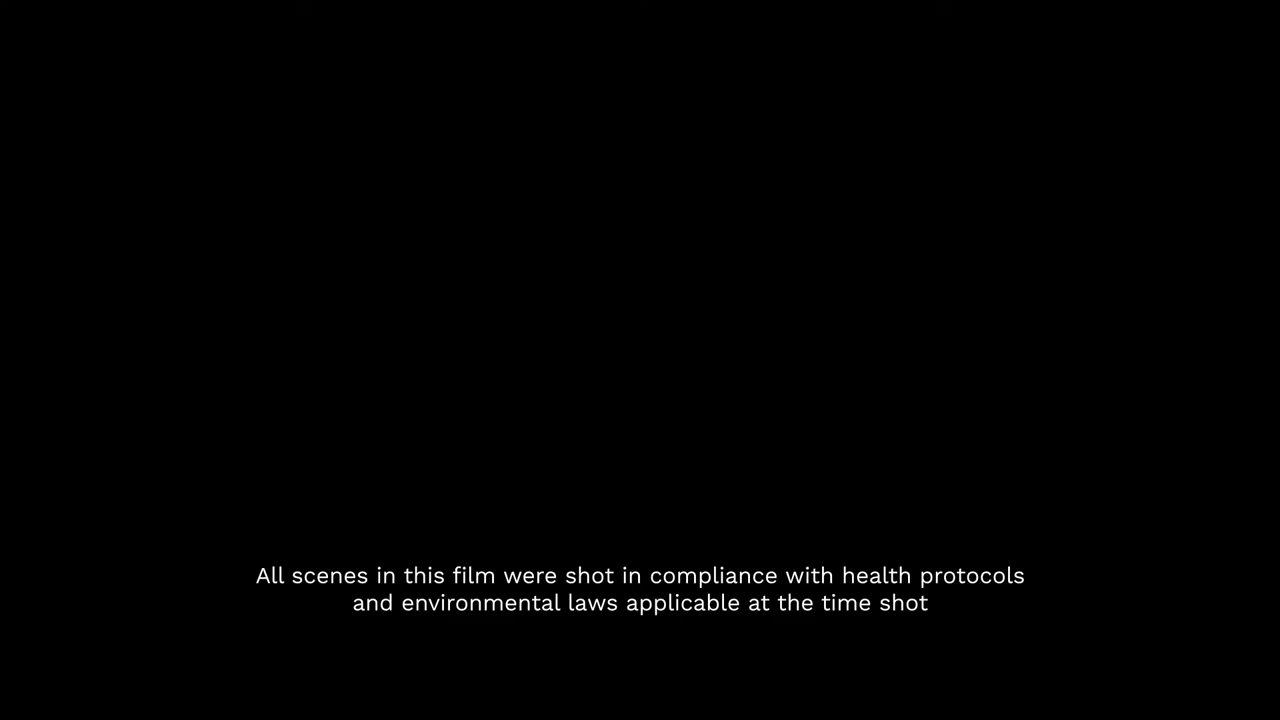 All scenes in this film were shot in compliance with health protocols
and environmental laws applicable at the time shot